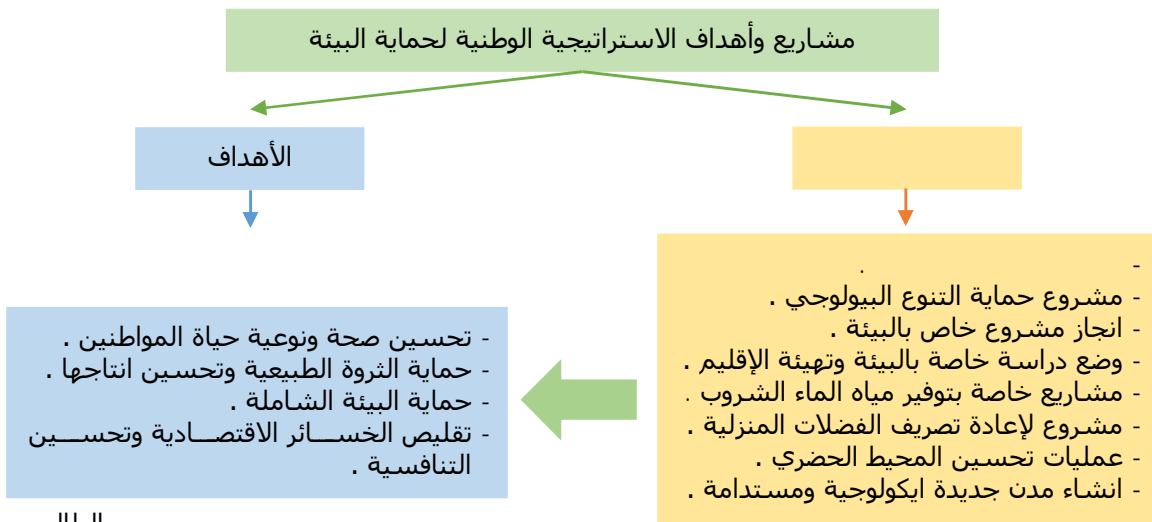 مشاريع وأهداف الاستراتيجية الوطنية لحماية البيئة
الأهداف
- .
- مشروع حماية التنوع البيولوجي .
- انجاز مشروع خاص بالبيئة .
- وضع دراسة خاصة بالبيئة وتهيئة الإقليم .
- مشاريع خاصة بتوفير مياه الماء الشروب .
- مشروع لإعادة تصريف الفضلات المنزلية .
- عمليات تحسين المحيط الحضري .
- انشاء مدن جديدة ايكولوجية ومستدامة .
- تحسين صحة ونوعية حياة المواطنين .
- حماية الثروة الطبيعية وتحسين انتاجها .
- حماية البيئة الشاملة .
- تقليص الخسائر الاقتصادية وتحسين
التنافسية .